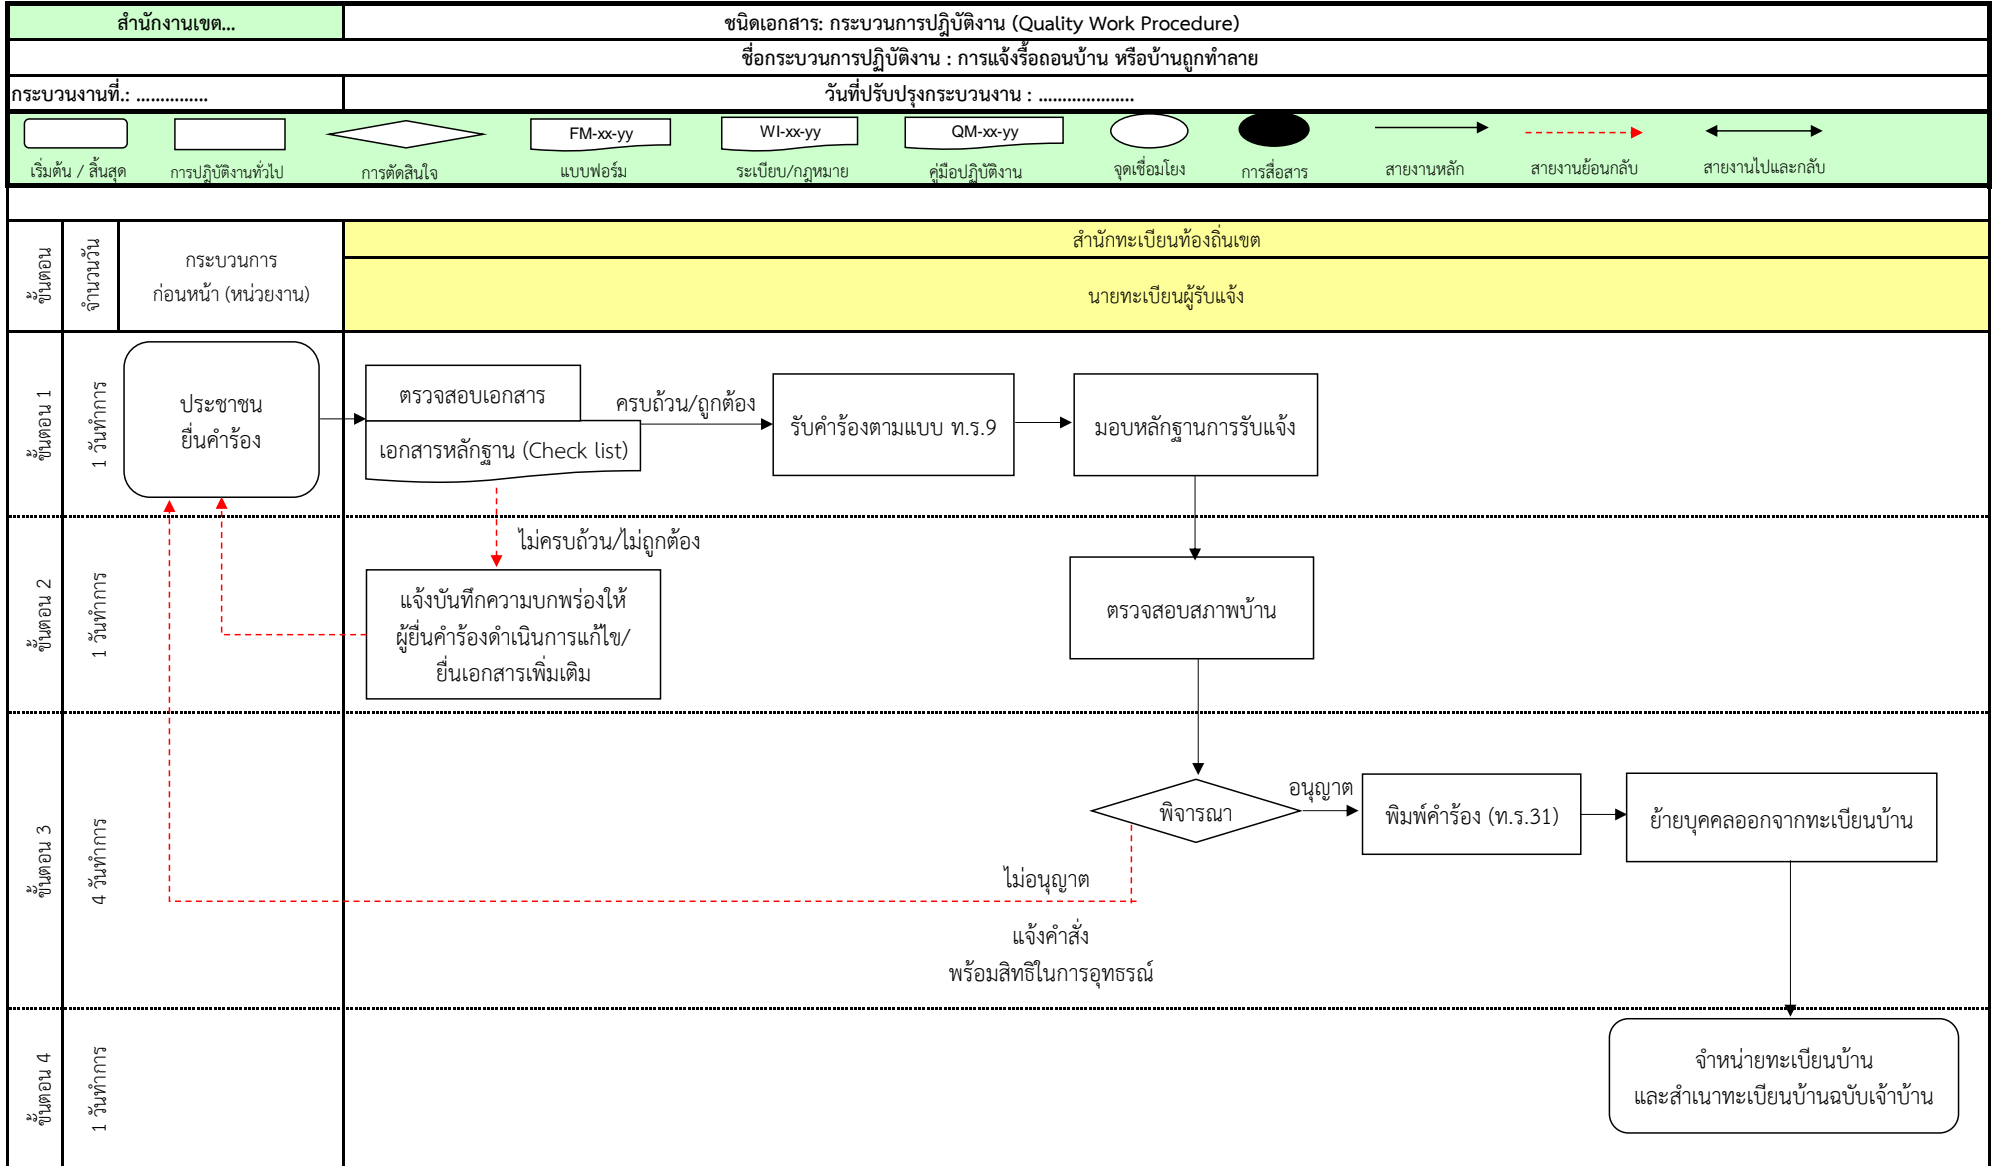 สำนักงานเขต...
ชนิดเอกสาร: กระบวนการปฏิบัติงาน (Quality Work Procedure)
ชื่อกระบวนการปฏิบัติงาน : การแจ้งรื้อถอนบ้าน หรือบ้านถูกทำลาย
กระบวนงานที่.: ...............
วันที่ปรับปรุงกระบวนงาน : ....................
FM-xx-yy
WI-xx-yy
QM-xx-yy
เริ่มต้น / สิ้นสุด
การปฏิบัติงานทั่วไป
การตัดสินใจ
แบบฟอร์ม
ระเบียบ/กฎหมาย
คู่มือปฏิบัติงาน
จุดเชื่อมโยง
การสื่อสาร
สายงานหลัก
สายงานย้อนกลับ
สายงานไปและกลับ
ขั้นตอน
จำนวนวัน
กระบวนการ
ก่อนหน้า (หน่วยงาน)
สำนักทะเบียนท้องถิ่นเขต
นายทะเบียนผู้รับแจ้ง
ขั้นตอน 1
1 วันทำการ
ประชาชน
ยื่นคำร้อง
ตรวจสอบเอกสาร
เอกสารหลักฐาน (Check list)
ครบถ้วน/ถูกต้อง
รับคำร้องตามแบบ ท.ร.9
มอบหลักฐานการรับแจ้ง
ขั้นตอน 2
1 วันทำการ
ไม่ครบถ้วน/ไม่ถูกต้อง
แจ้งบันทึกความบกพร่องให้
ผู้ยื่นคำร้องดำเนินการแก้ไข/
ยื่นเอกสารเพิ่มเติม
ตรวจสอบสภาพบ้าน
ขั้นตอน 3
4 วันทำการ
พิจารณา
อนุญาต
พิมพ์คำร้อง (ท.ร.31)
ย้ายบุคคลออกจากทะเบียนบ้าน
ไม่อนุญาต
แจ้งคำสั่ง
พร้อมสิทธิในการอุทธรณ์
ขั้นตอน 4
1 วันทำการ
จำหน่ายทะเบียนบ้าน
และสำเนาทะเบียนบ้านฉบับเจ้าบ้าน